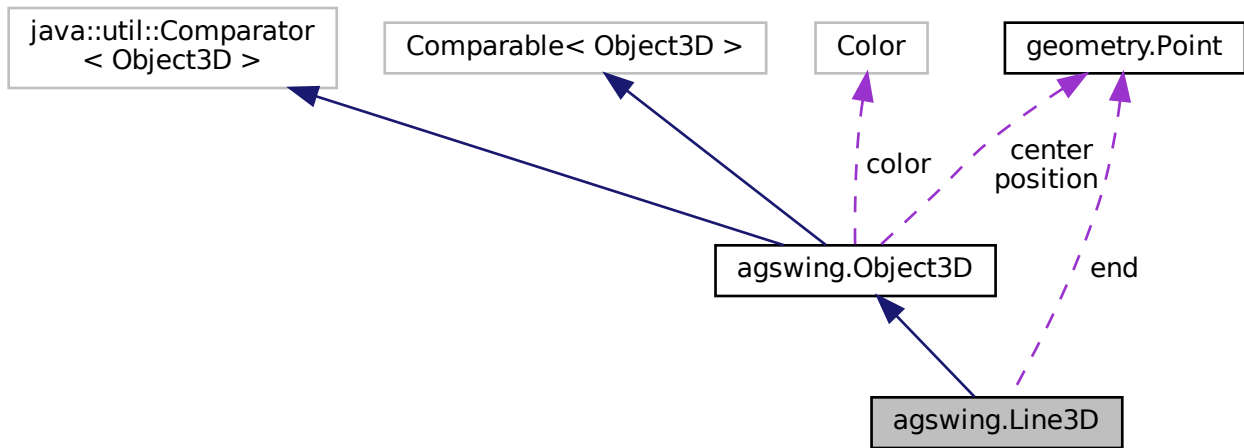 java::util::Comparator
< Object3D >
Comparable< Object3D >
Color
geometry.Point
color
center
position
agswing.Object3D
end
agswing.Line3D